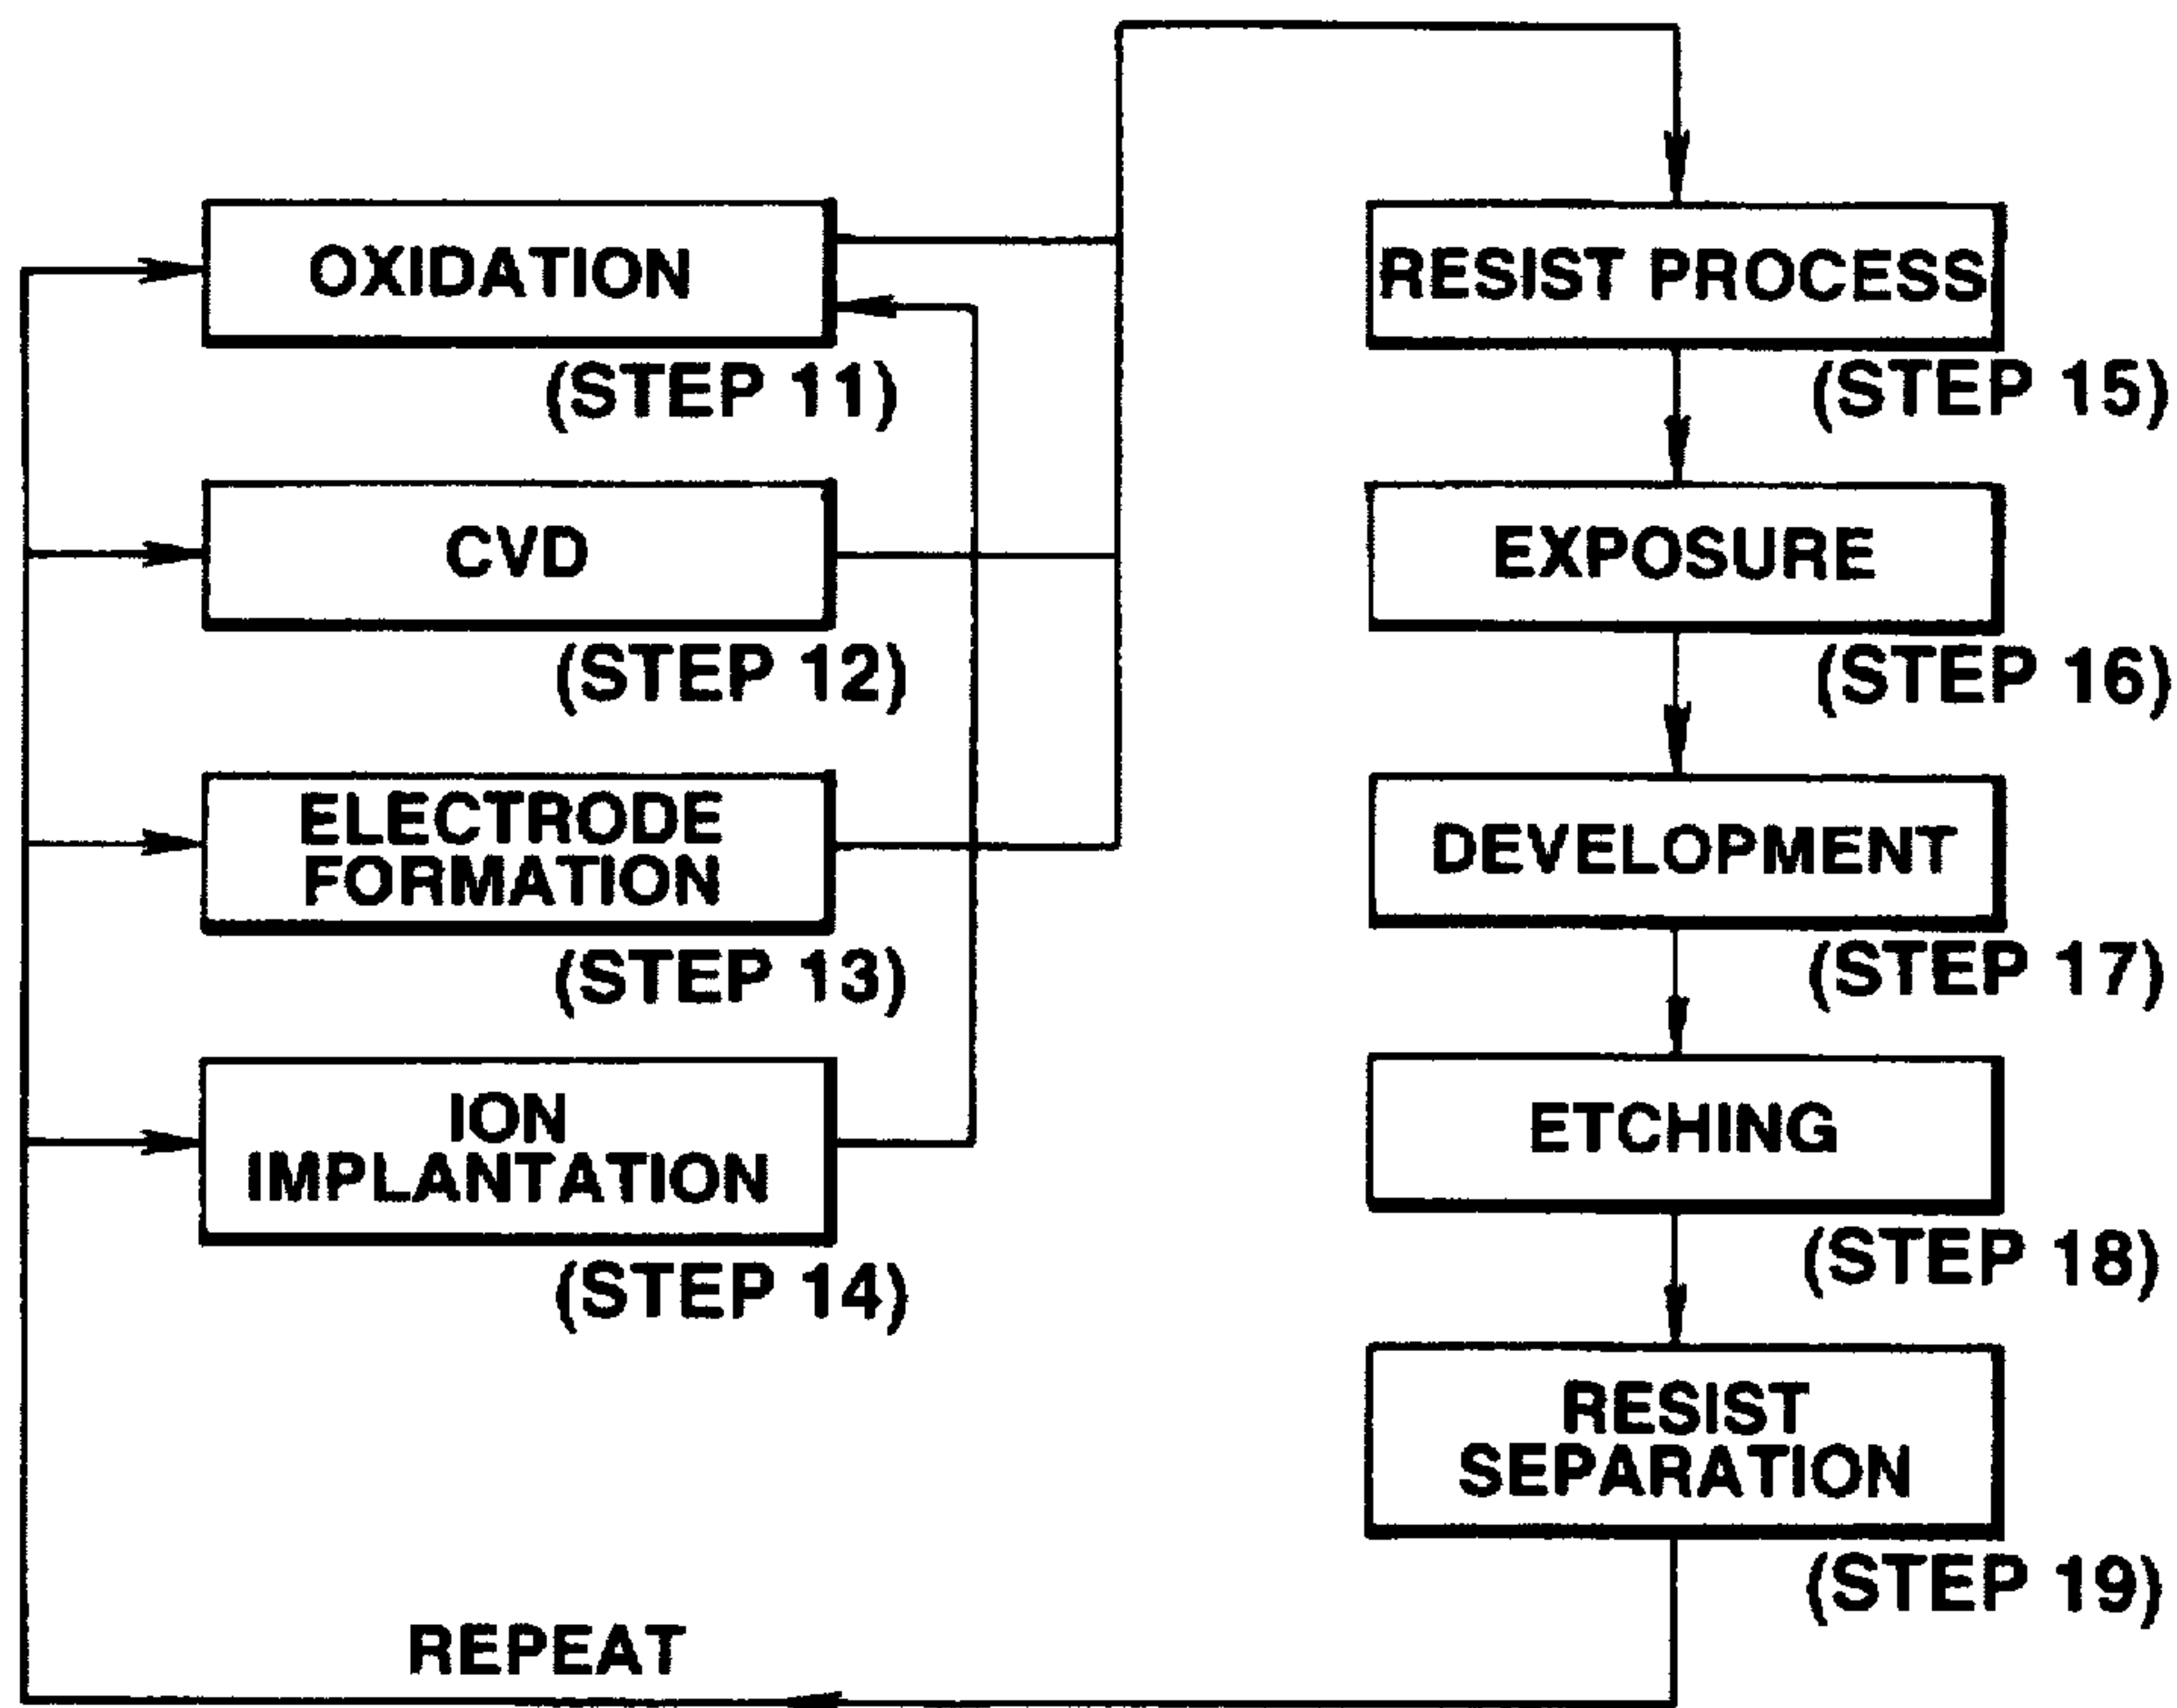 OXIDATION
(STEP 11)
CVD
(STEP 12)
ELECTRODE
FORMATION
(STEP 13)
ION
IMPLANTATION
(STEP 14)
RESIST PROCESS
(STEP 15)
EXPOSURE
(STEP 16)
DEVELOPMENT
(STEP 17)
ETCHING
(STEP 18)
RESIST
SEPARATION
(STEP 19)
REPEAT